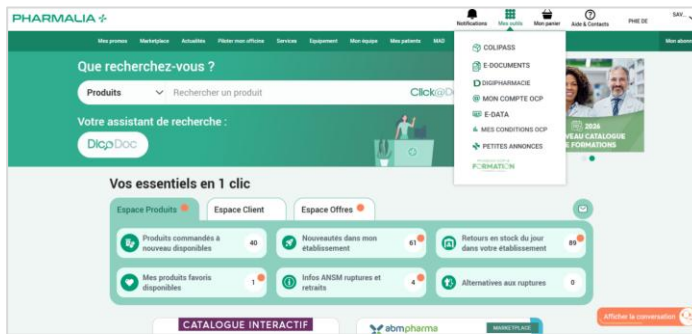 PHARMALIA
Notifications
Mes outils
Mon panier
Aide & Contacts
PHIE DE
SAV_
Mes promos
Marketplace
Actualités
Piloter mon officine
Services
Equipement
Mon équipe
Mes patients
MAD
Mon abonn
Que recherchez-vous ?
Produits
Rechercher un produit
Click@D
Votre assistant de recherche :
DicoDoc
COLIPASS
E-DOCUMENTS
DIGIPHARMACIE
MON COMPTE OCP
E-DATA
MES CONDITIONS OCP
PETITES ANNONCES
FORMATION
2026
VEAU CATALOGUE
E FORMATIONS
Vos essentiels en 1 clic
Espace Produits
Espace Client
Espace Offres
Produits commandés à
nouveau disponibles
40
Nouveautés dans mon
établissement
61
Retours en stock du jour
dans votre établissement
89
Mes produits favoris
disponibles
1
Infos ANSM ruptures et
retraits
4
Alternatives aux ruptures
0
Afficher la conversation
CATALOGUE INTERACTIF
abmpharma
MARKETPLACE